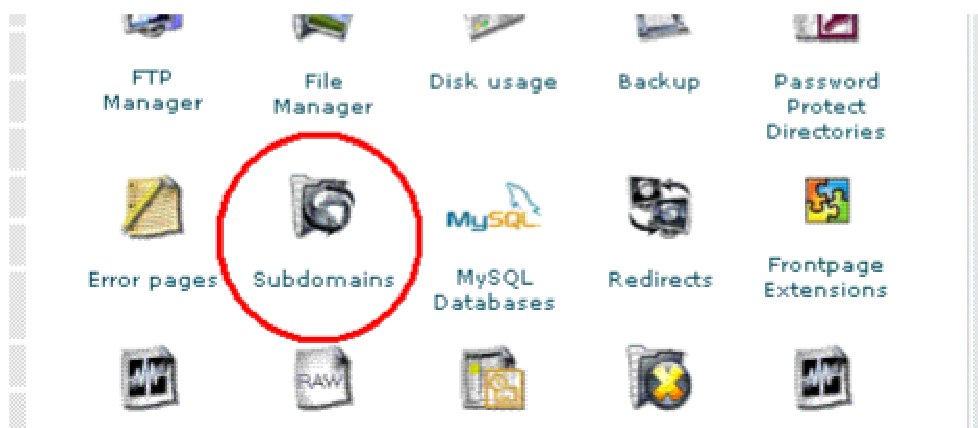 FTP
Manager
File
Manager
Disk usage
Backup
Password
Protect
Directories
Error pages
Subdomains
MySQL
MySQL
Databases
Redirects
Frontpage
Extensions
RAW